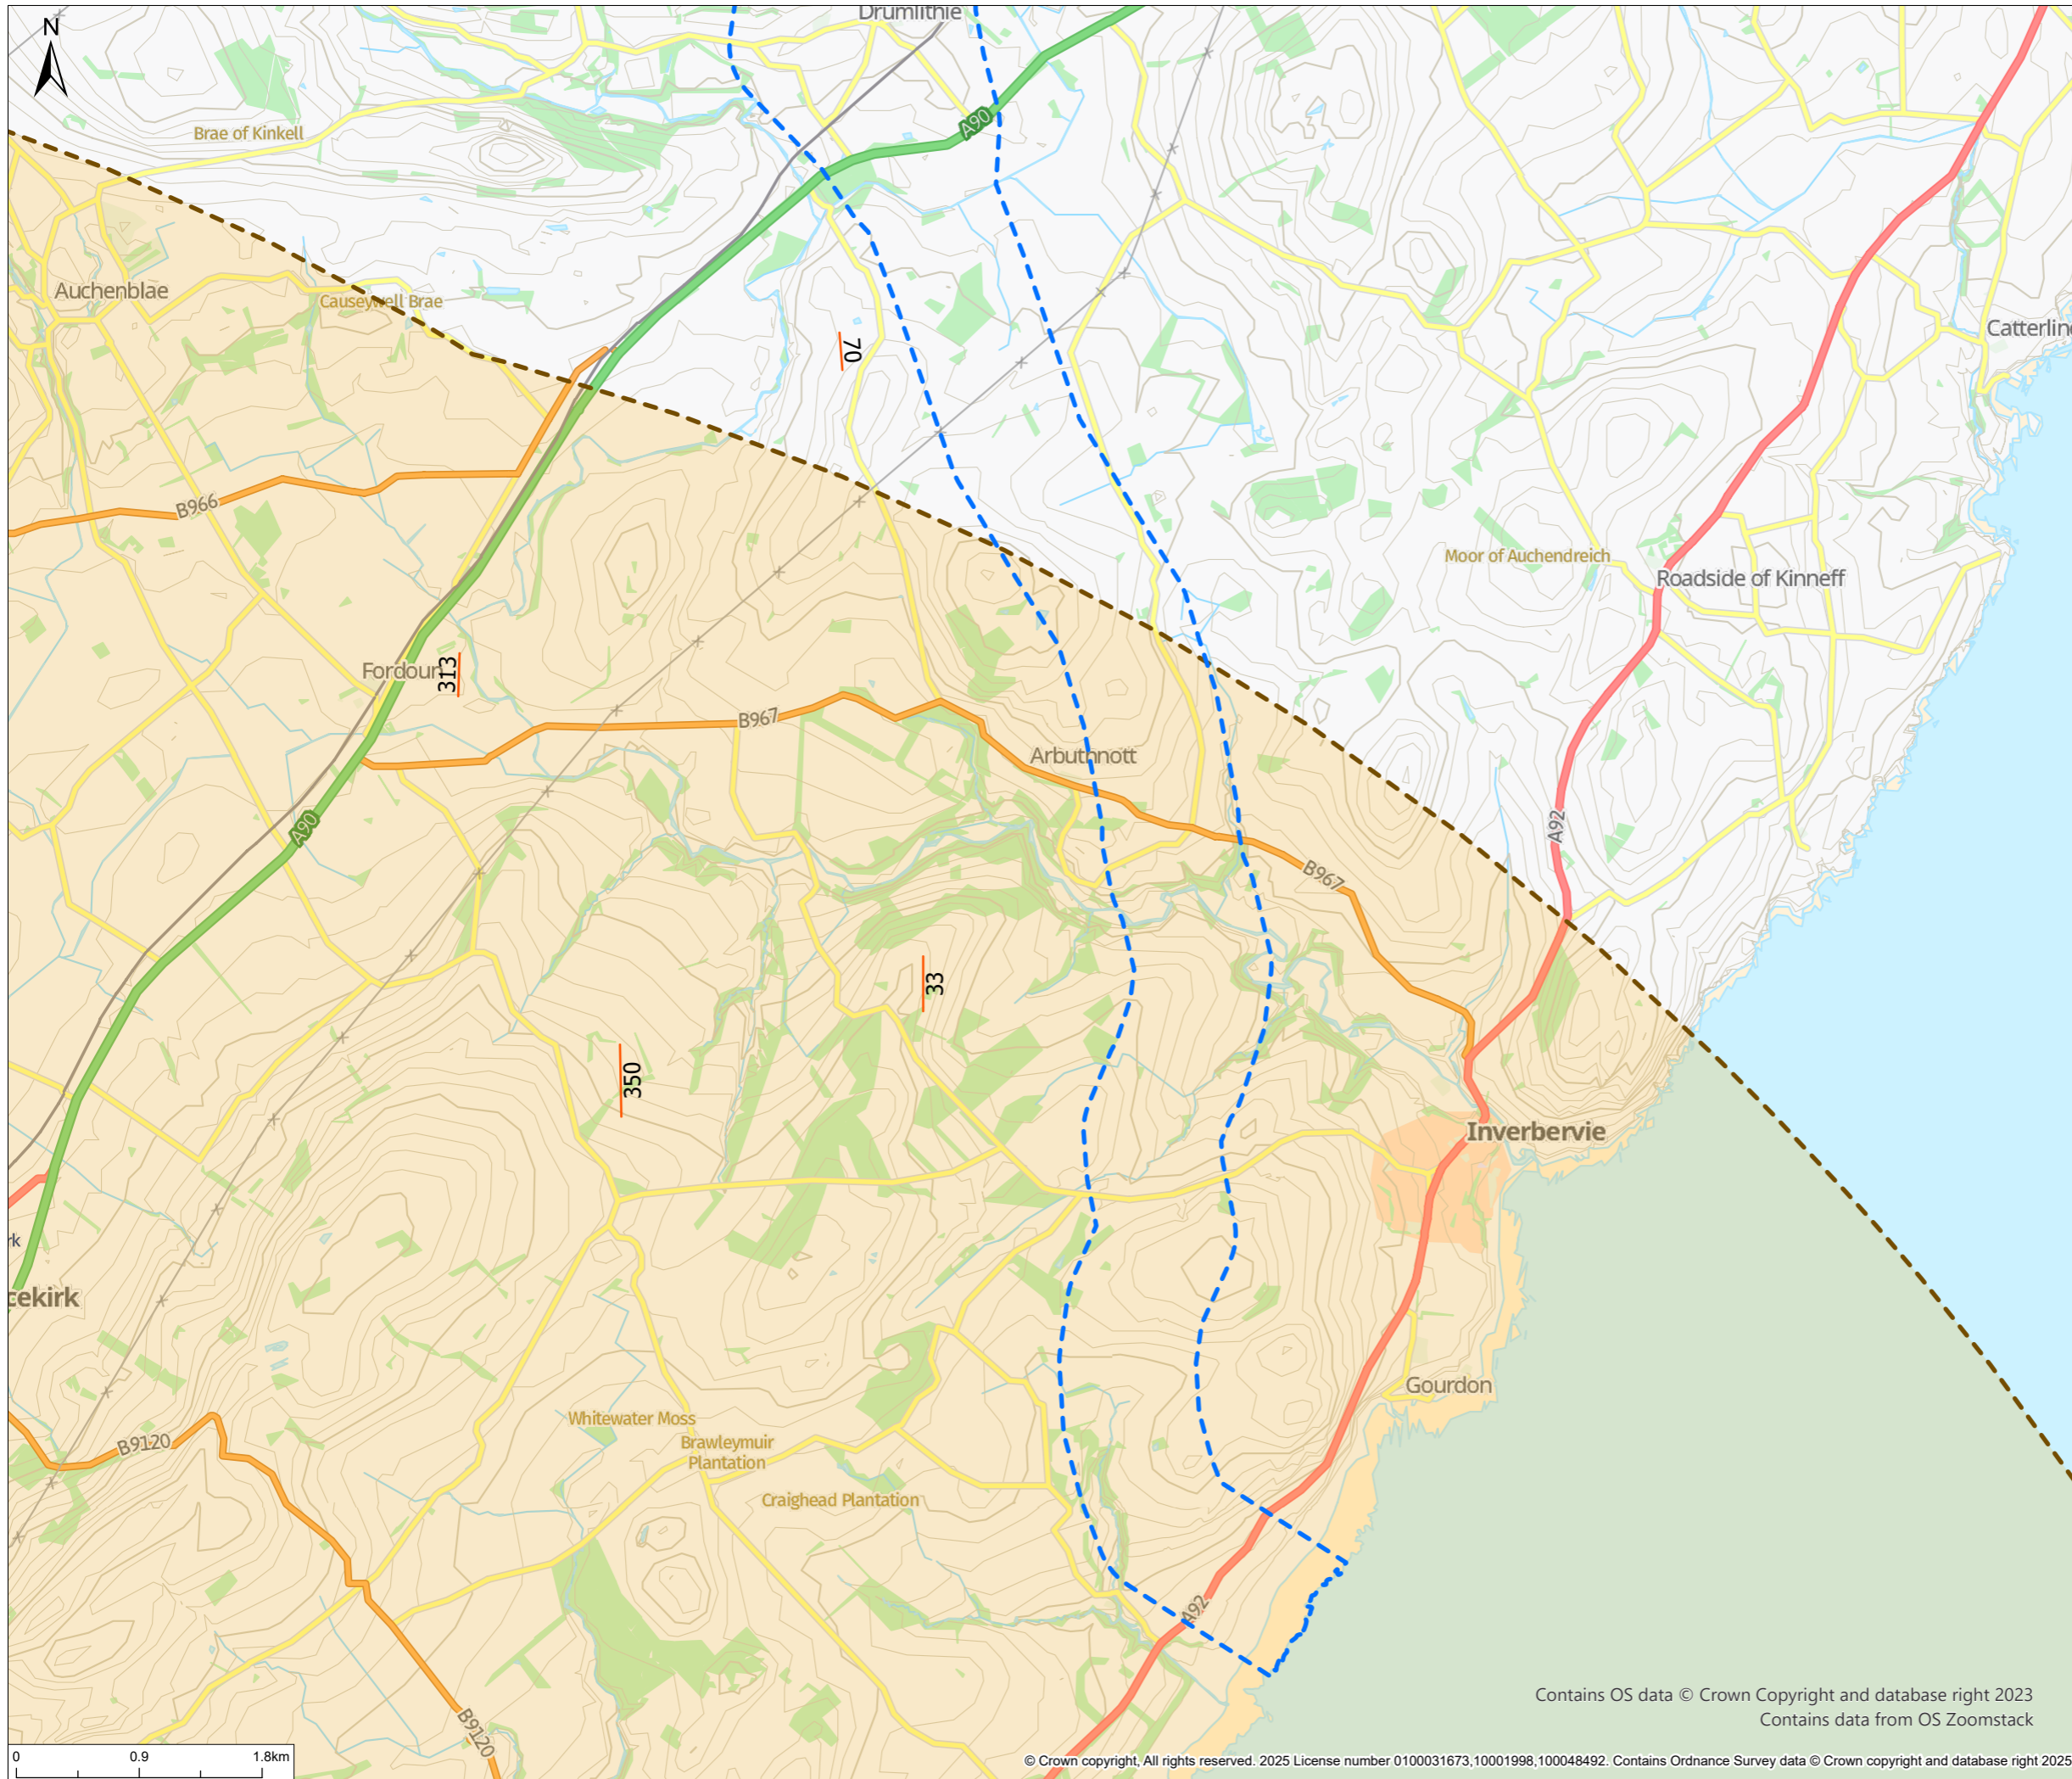 N
Drumlithie
A90
Brae of Kinkell
Auchenblae
Causeywell Brae
Catterlin
70
B966
Moor of Auchendreich
Roadside of Kinneff
Fordoun
313
B967
Arbuthnott
A92
A90
B967
33
350
Inverbervie
rk
cekirk
Gourdon
Whitewater Moss
B9120
Brawleymuir
Plantation
Craighead Plantation
A92
B9120
Contains OS data © Crown Copyright and database right 2023
Contains data from OS Zoomstack
0 0.9 1.8km
© Crown copyright, All rights reserved. 2025 License number 0100031673,10001998,100048492. Contains Ordnance Survey data © Crown copyright and database right 2025